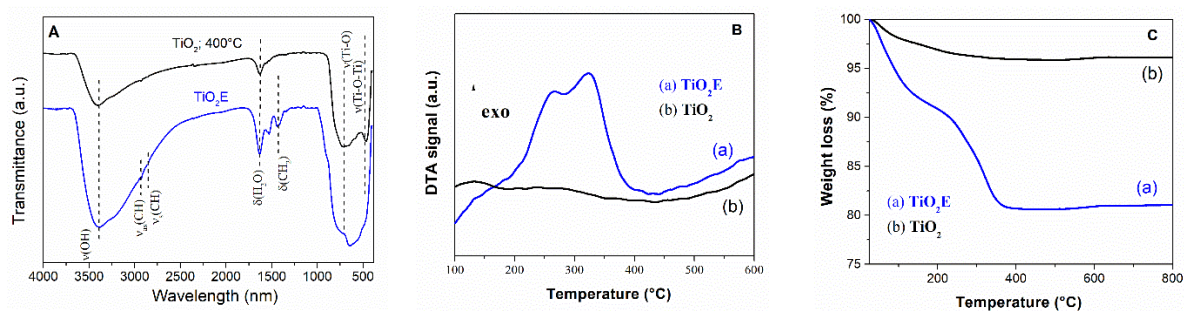 A
TiO2; 400°C
TiO2E
ν(OH)
νas(CH)
νs(CH)
δ(H2O)
δ(CH2)
ν(Ti-O)
ν(Ti-O-Ti)
Transmittance (a.u.)
4000 3500 3000 2500 2000 1500 1000 500
Wavelength (nm)
B
exo
(a) TiO2E
(b) TiO2
(a)
(b)
DTA signal (a.u.)
100 200 300 400 500 600
Temperature (°C)
C
100
95
90
85
80
75
(b)
(a)
(a) TiO2E
(b) TiO2
Weight loss (%)
200 400 600 800
Temperature (°C)